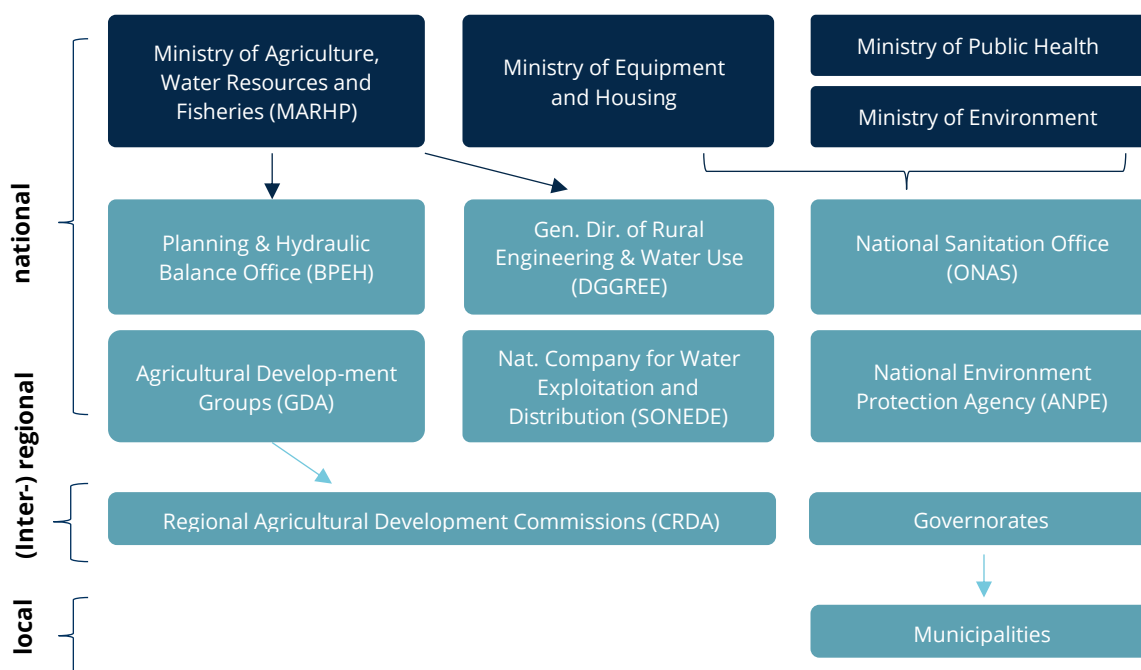 Ministry of Agriculture,
Water Resources and
Fisheries (MARHP)
Ministry of Equipment
and Housing
Ministry of Public Health
Ministry of Environment
national
Planning & Hydraulic
Balance Office (BPEH)
Gen. Dir. of Rural
Engineering & Water Use
(DGGREE)
National Sanitation Office
(ONAS)
Agricultural Develop-ment
Groups (GDA)
Nat. Company for Water
Exploitation and
Distribution (SONEDE)
National Environment
Protection Agency (ANPE)
(Inter-) regional
Regional Agricultural Development Commissions (CRDA)
Governorates
local
Municipalities